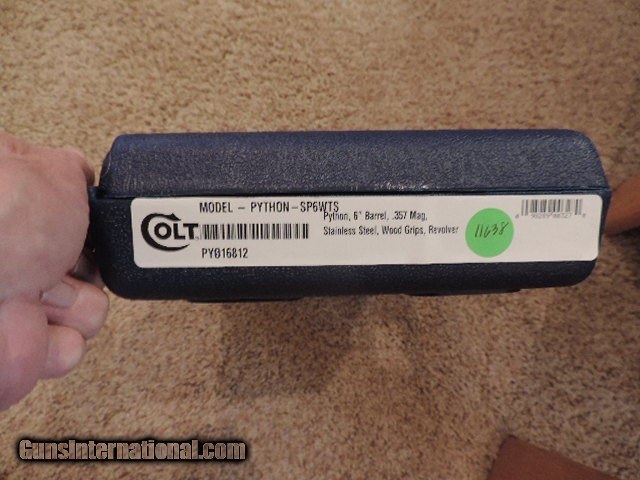 MODEL - PYTHON-SP6WTS
Python, 6" Barrel, .357 Mag,
COLT
Stainless Steel, Wood Grips, Revolver
11638
PY016812
GunsInternational.com